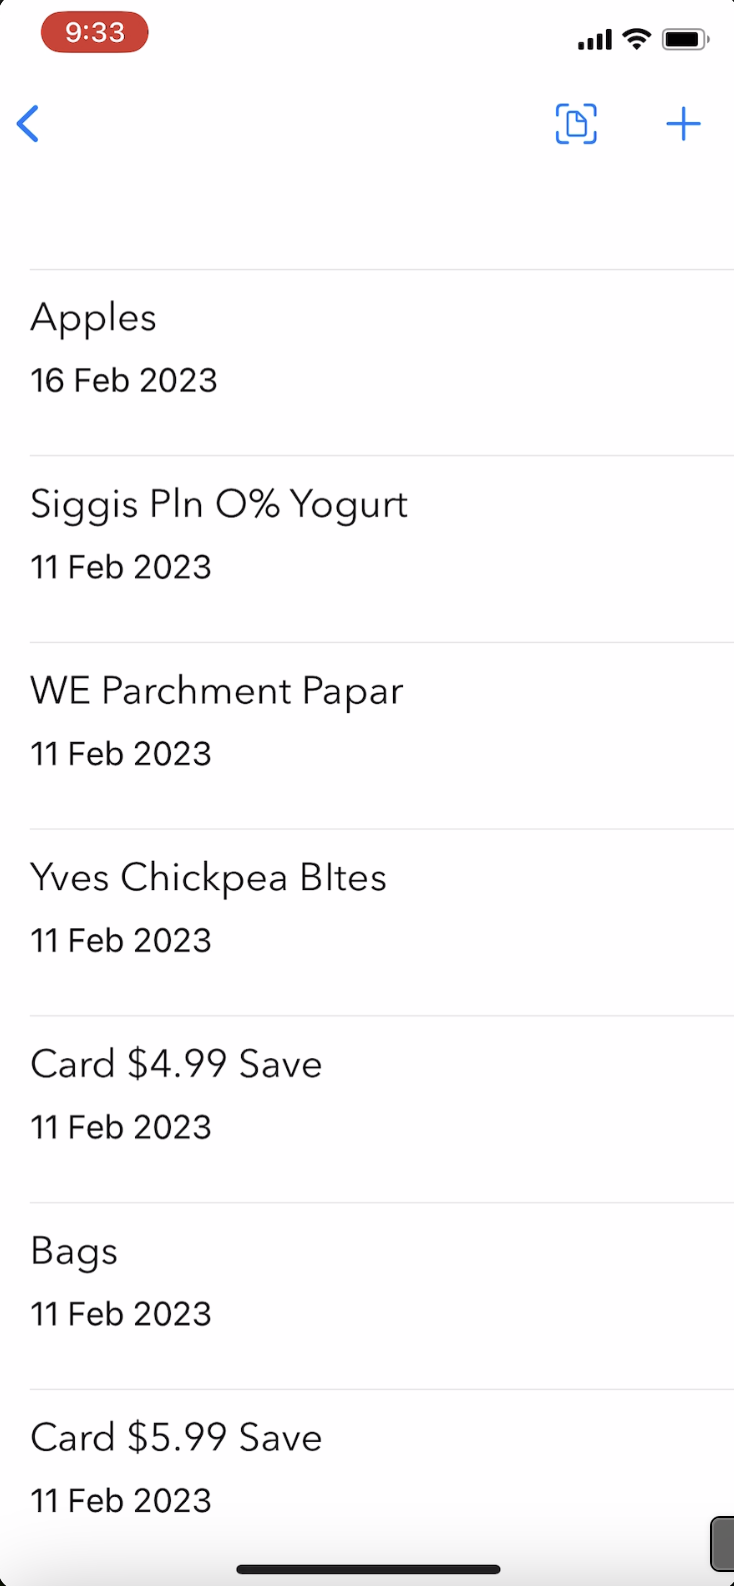 9:33
Apples
16 Feb 2023
Siggis Pln O% Yogurt
11 Feb 2023
WE Parchment Papar
11 Feb 2023
Yves Chickpea BItes
11 Feb 2023
Card $4.99 Save
11 Feb 2023
Bags
11 Feb 2023
Card $5.99 Save
11 Feb 2023